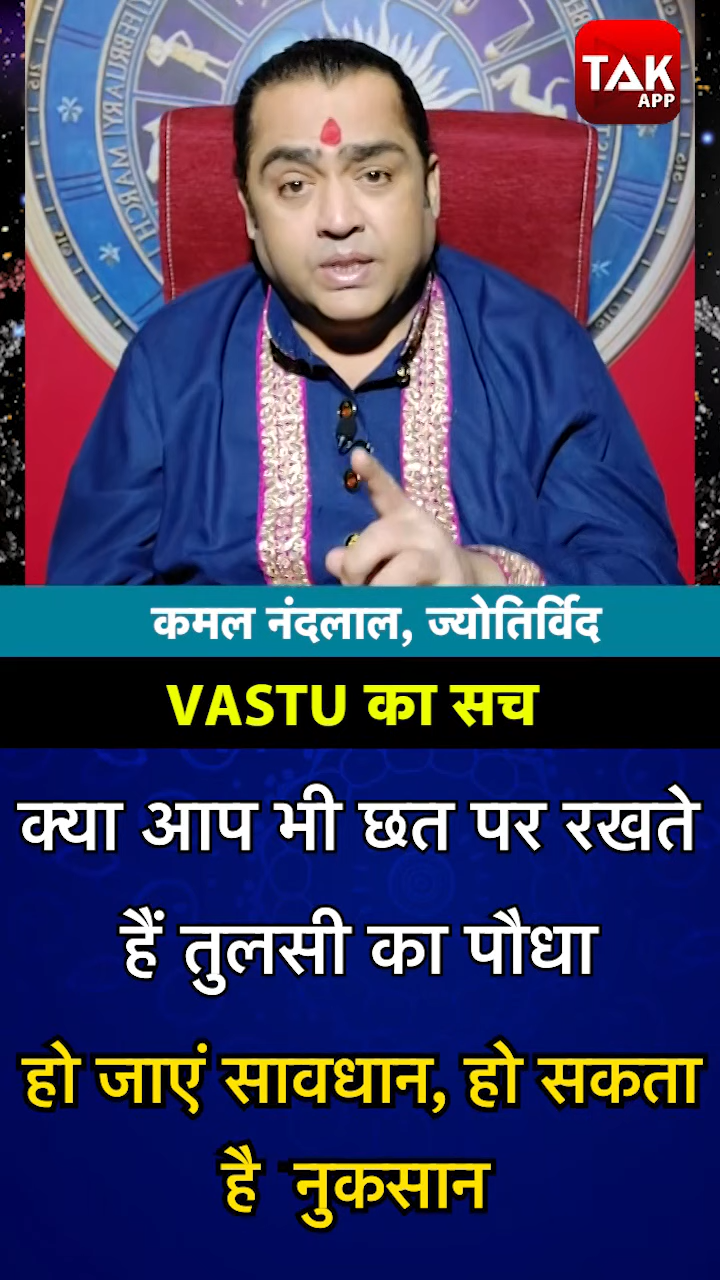 TAK
APP
कमल नंदलाल, ज्योतिर्विद
VASTU का सच
क्या आप भी छत पर रखते
हैं तुलसी का पौधा
हो जाएं सावधान, हो सकता
है नुकसान